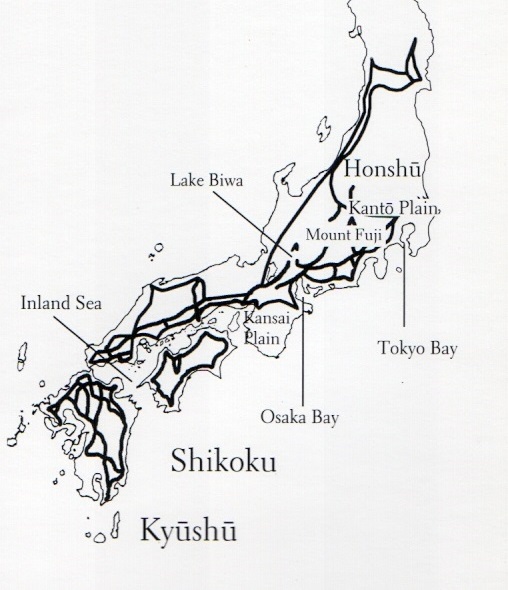 Honshū
Lake Biwa
Kantō Plain
Mount Fuji
Inland Sea
Kansai
Plain
Tokyo Bay
Osaka Bay
Shikoku
Kyūshū